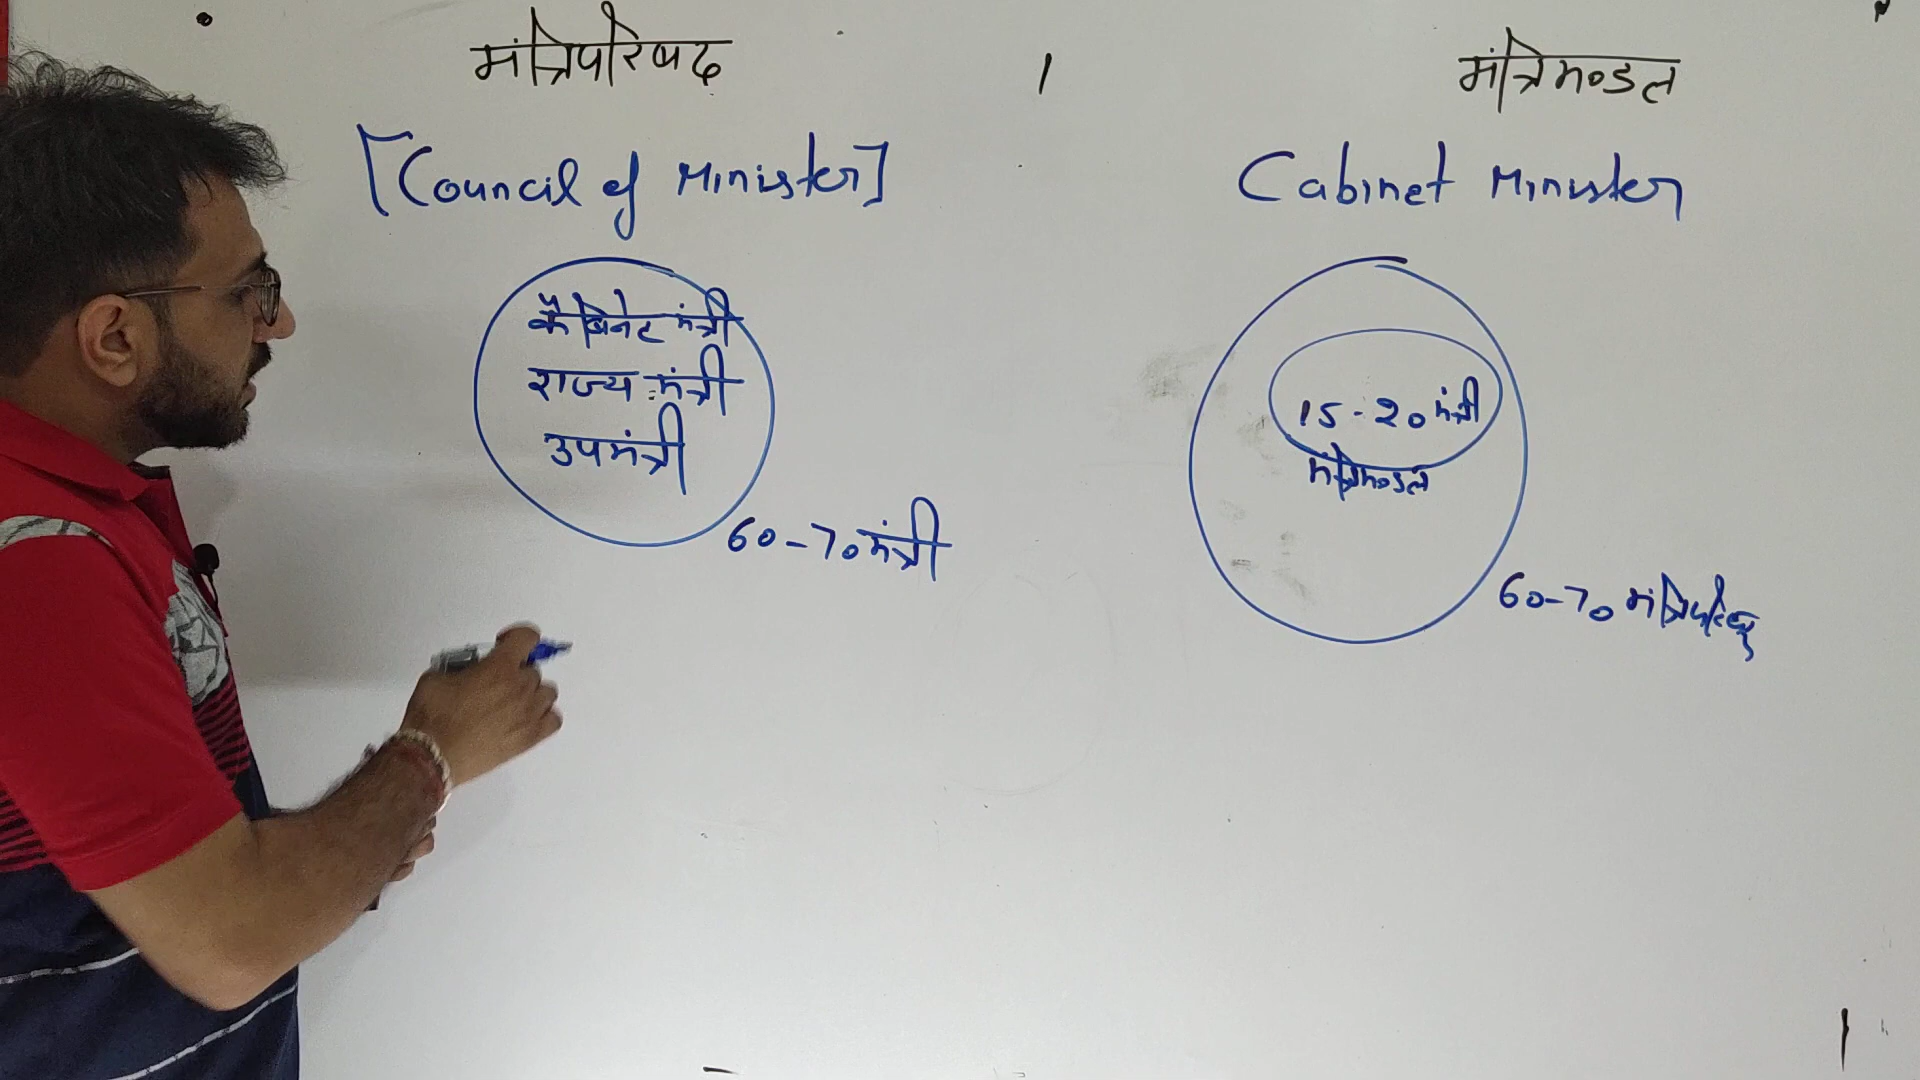 मंत्रिपरिषद
[Council of Minister]
कैबिनेट मंत्री
राज्य मंत्री
उपमंत्री
60-70 मंत्री
मंत्रिमण्डल
Cabinet Minister
15-20 मंत्री
मंत्रिमण्डल
60-70 मंत्रिपरिषद